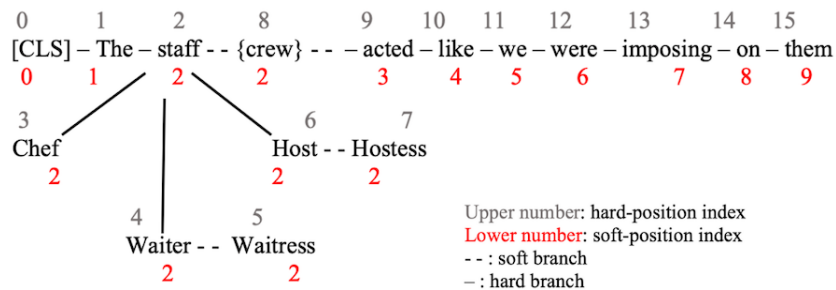 0 1 2 8 9 10 11 12 13 14 15
[CLS] – The – staff - - {crew} - - – acted – like – we – were – imposing – on – them
0 1 2 2 3 4 5 6 7 8 9
3 6 7
Chef Host - - Hostess
2 2 2
4 5
Waiter - - Waitress
2 2
Upper number: hard-position index
Lower number: soft-position index
- - : soft branch
– : hard branch